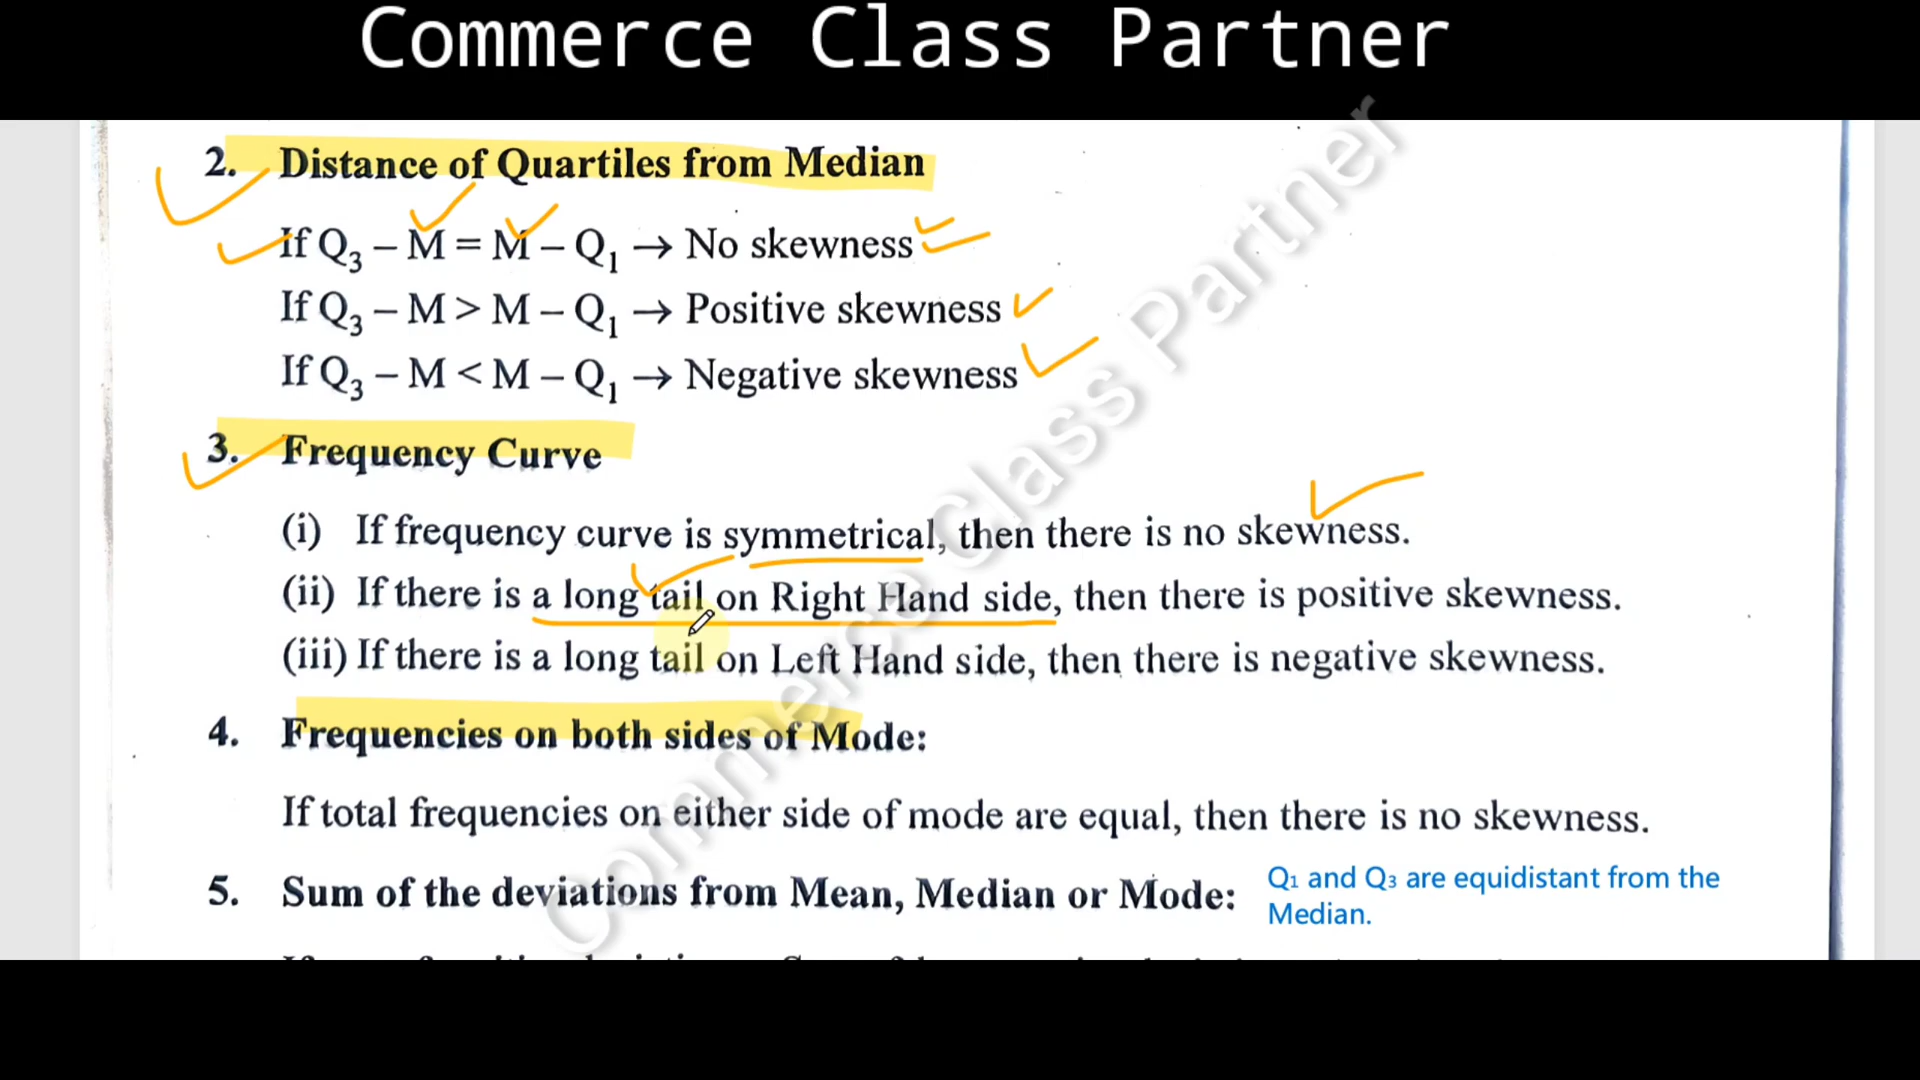 Commerce Class Partner
2. Distance of Quartiles from Median
If Q₃ – M = M – Q₁ → No skewness
If Q₃ – M > M – Q₁ → Positive skewness
If Q₃ – M < M – Q₁ → Negative skewness
3. Frequency Curve
(i) If frequency curve is symmetrical, then there is no skewness.
(ii) If there is a long tail on Right Hand side, then there is positive skewness.
(iii) If there is a long tail on Left Hand side, then there is negative skewness.
4. Frequencies on both sides of Mode:
If total frequencies on either side of mode are equal, then there is no skewness.
5. Sum of the deviations from Mean, Median or Mode:
Q₁ and Q₃ are equidistant from the
Median.
Commerce Class Partner